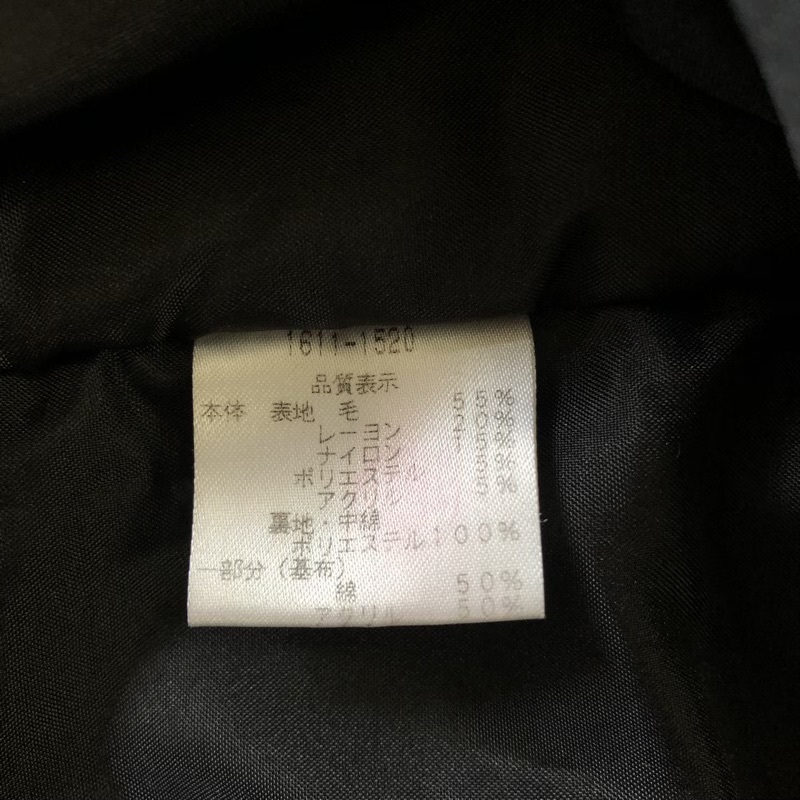 1611-1520
品質表示
本体 表地 毛 55%
レーヨン 20%
ナイロン 15%
ポリエステル 5%
アクリル 5%
裏地・中綿
ポリエステル100%
一部分(基布)
綿 50%
アクリル 50%